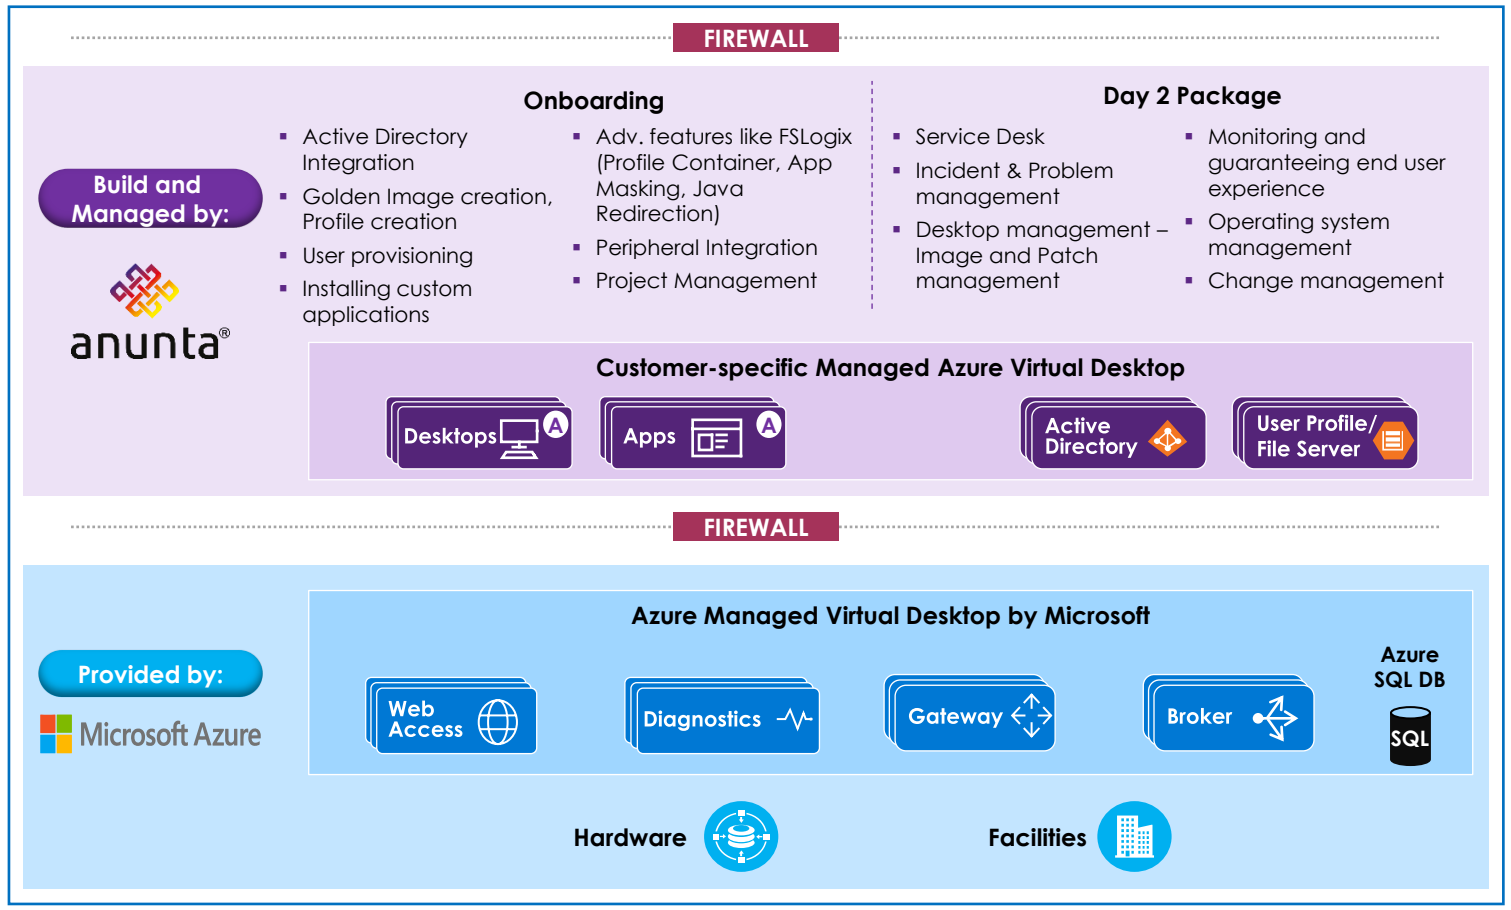 FIREWALL
Build and
Managed by:
anunta®
Onboarding
▪ Active Directory
Integration
▪ Golden Image creation,
Profile creation
▪ User provisioning
▪ Installing custom
applications
▪ Adv. features like FSLogix
(Profile Container, App
Masking, Java
Redirection)
▪ Peripheral Integration
▪ Project Management
Day 2 Package
▪ Service Desk
▪ Incident & Problem
management
▪ Desktop management –
Image and Patch
management
▪ Monitoring and
guaranteeing end user
experience
▪ Operating system
management
▪ Change management
Customer-specific Managed Azure Virtual Desktop
Desktops
A
Apps
A
Active
Directory
User Profile/
File Server
FIREWALL
Provided by:
Microsoft Azure
Azure Managed Virtual Desktop by Microsoft
Web
Access
Diagnostics
Gateway
Broker
Azure
SQL DB
SQL
Hardware
Facilities